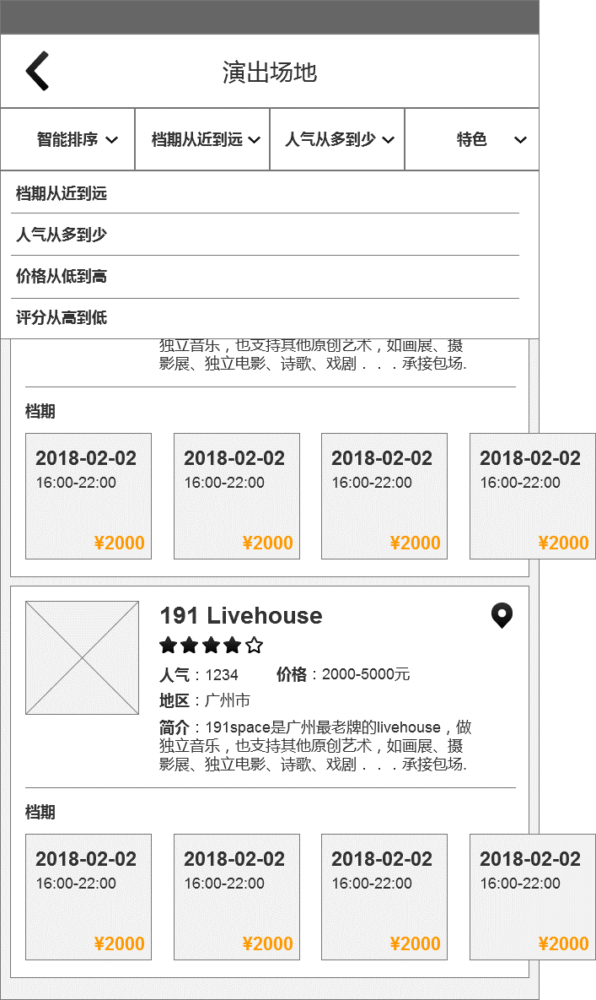 演出场地
智能排序 档期从近到远 人气从多到少 特色
档期从近到远
人气从多到少
价格从低到高
评分从高到低
独立音乐，也支持其他原创艺术，如画展、摄
影展、独立电影、诗歌、戏剧．．．承接包场.
档期
2018-02-02 2018-02-02 2018-02-02 2018-02-02
16:00-22:00 16:00-22:00 16:00-22:00 16:00-22:00
¥2000 ¥2000 ¥2000 ¥2000
191 Livehouse
人气：1234 价格：2000-5000元
地区：广州市
简介：191space是广州最老牌的livehouse，做
独立音乐，也支持其他原创艺术，如画展、摄
影展、独立电影、诗歌、戏剧．．．承接包场.
档期
2018-02-02 2018-02-02 2018-02-02 2018-02-02
16:00-22:00 16:00-22:00 16:00-22:00 16:00-22:00
¥2000 ¥2000 ¥2000 ¥2000